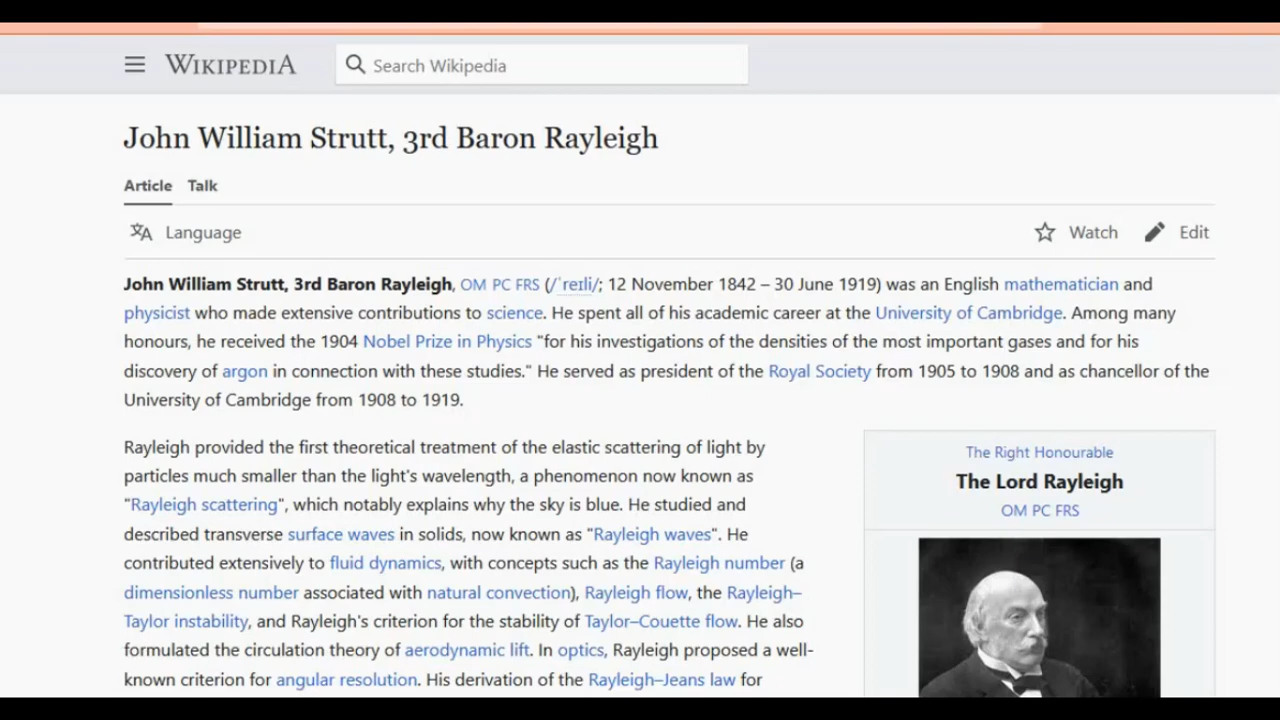 WIKIPEDIA
Search Wikipedia
John William Strutt, 3rd Baron Rayleigh
Article Talk
Language
Watch Edit
John William Strutt, 3rd Baron Rayleigh, OM PC FRS (/ˈreɪli/; 12 November 1842 – 30 June 1919) was an English mathematician and
physicist who made extensive contributions to science. He spent all of his academic career at the University of Cambridge. Among many
honours, he received the 1904 Nobel Prize in Physics "for his investigations of the densities of the most important gases and for his
discovery of argon in connection with these studies." He served as president of the Royal Society from 1905 to 1908 and as chancellor of the
University of Cambridge from 1908 to 1919.
Rayleigh provided the first theoretical treatment of the elastic scattering of light by
particles much smaller than the light's wavelength, a phenomenon now known as
"Rayleigh scattering", which notably explains why the sky is blue. He studied and
described transverse surface waves in solids, now known as "Rayleigh waves". He
contributed extensively to fluid dynamics, with concepts such as the Rayleigh number (a
dimensionless number associated with natural convection), Rayleigh flow, the Rayleigh–
Taylor instability, and Rayleigh's criterion for the stability of Taylor–Couette flow. He also
formulated the circulation theory of aerodynamic lift. In optics, Rayleigh proposed a well-
known criterion for angular resolution. His derivation of the Rayleigh–Jeans law for
The Right Honourable
The Lord Rayleigh
OM PC FRS